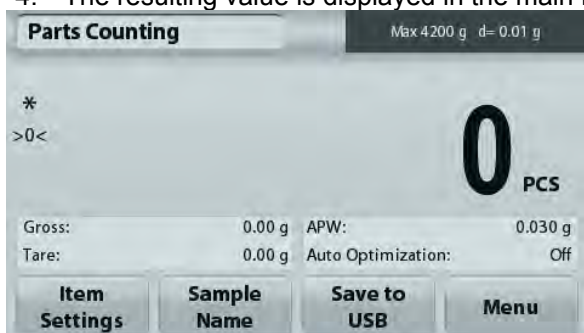 4. The resulting value is displayed in the main
Parts Counting
Max 4200 g d= 0.01 g
*
>0<
0 PCS
Gross: 0.00 g APW: 0.030 g
Tare: 0.00 g Auto Optimization: Off
Item Settings
Sample Name
Save to USB
Menu